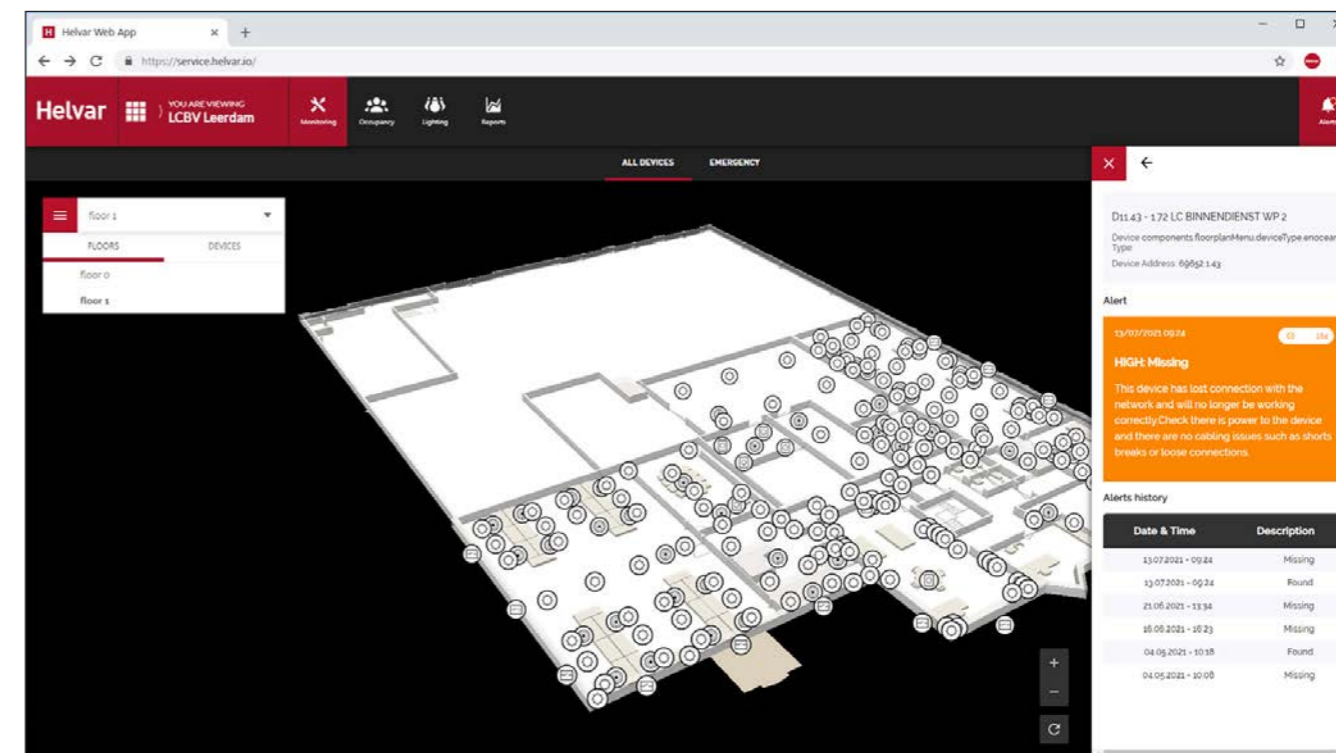 Helvar Web App
https://service.helvar.io/
Helvar
YOU ARE VIEWING
LCBV Leerdam
Monitoring
Occupancy
Lighting
Reports
Alerts
ALL DEVICES
EMERGENCY
floor 1
FLOORS
DEVICES
floor 0
floor 1
D11.43 - 1.72 LC BINNENDIENST WP 2
Device components.floorplanMenu.deviceType.enocean
Type
Device Address: 69652.1.43
Alert
13/07/2021 09:24
18d
HIGH: Missing
This device has lost connection with the
network and will no longer be working
correctly.Check there is power to the device
and there are no cabling issues such as shorts
breaks or loose connections.
Alerts history
Date & Time Description
13.07.2021 - 09:24 Missing
13.07.2021 - 09:24 Found
21.06.2021 - 13:34 Missing
16.06.2021 - 16:23 Missing
04.05.2021 - 10:18 Found
04.05.2021 - 10:06 Missing